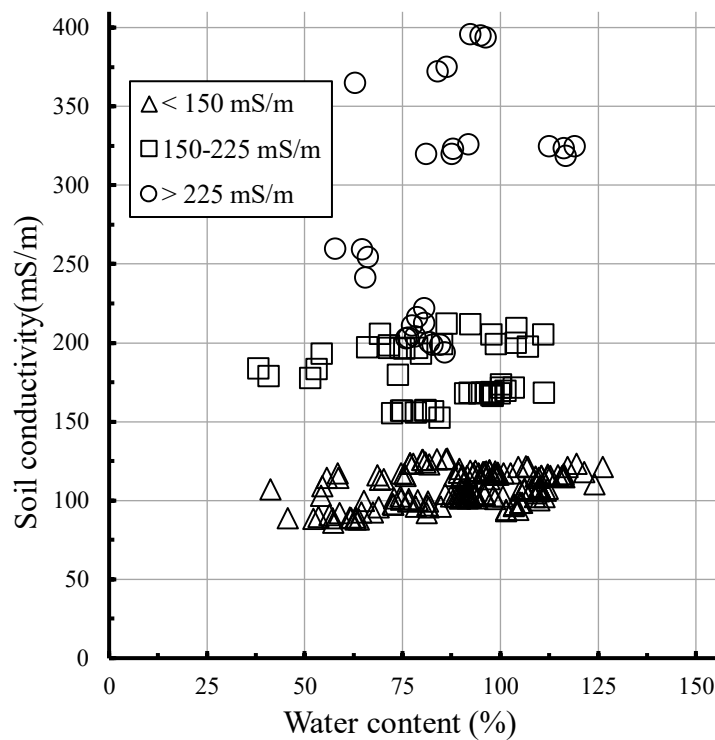 400
350
300
250
200
150
100
50
0
Soil conductivity(mS/m)
< 150 mS/m
150-225 mS/m
> 225 mS/m
0 25 50 75 100 125 150
Water content (%)